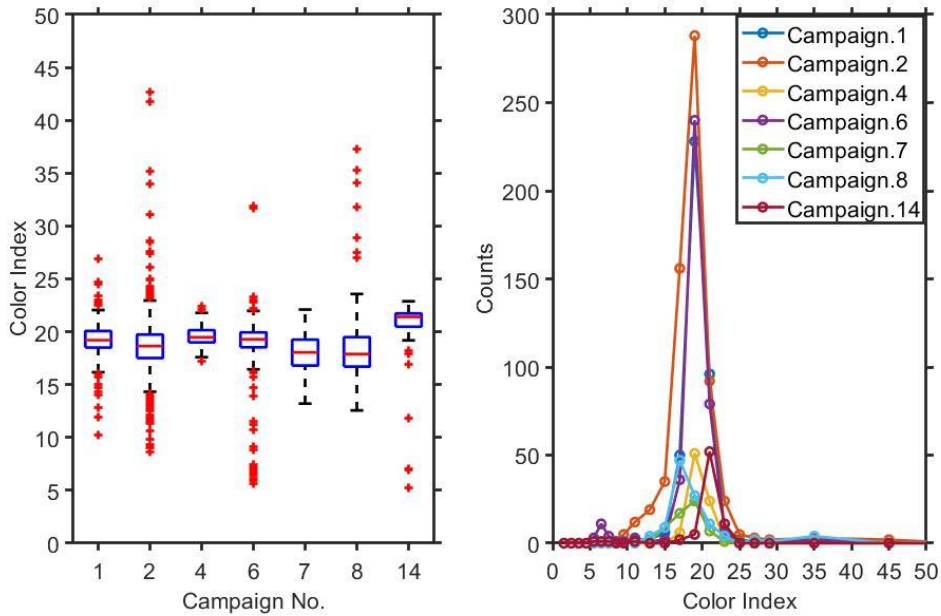 50
45
40
35
30
25
20
15
10
5
0
Color Index
1 2 4 6 7 8 14
Campaign No.
300
250
200
150
100
50
0
Counts
Campaign.1
Campaign.2
Campaign.4
Campaign.6
Campaign.7
Campaign.8
Campaign.14
0 5 10 15 20 25 30 35 40 45 50
Color Index